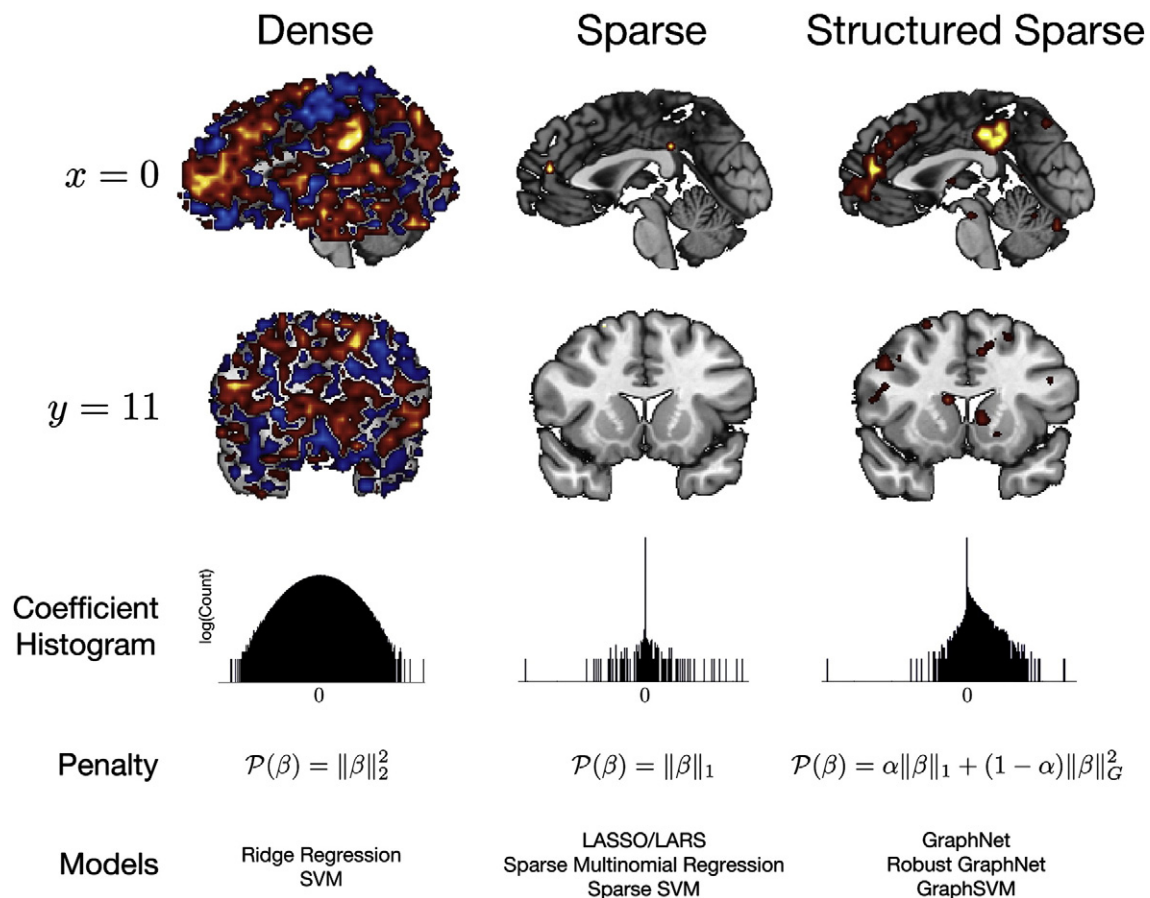 Dense Sparse Structured Sparse
x = 0
y = 11
Coefficient
Histogram
log(Count)
0 0 0
Penalty
𝒫(β) = ‖β‖₂² 𝒫(β) = ‖β‖₁ 𝒫(β) = α‖β‖₁ + (1 − α)‖β‖_G²
Models
Ridge Regression
SVM
LASSO/LARS
Sparse Multinomial Regression
Sparse SVM
GraphNet
Robust GraphNet
GraphSVM